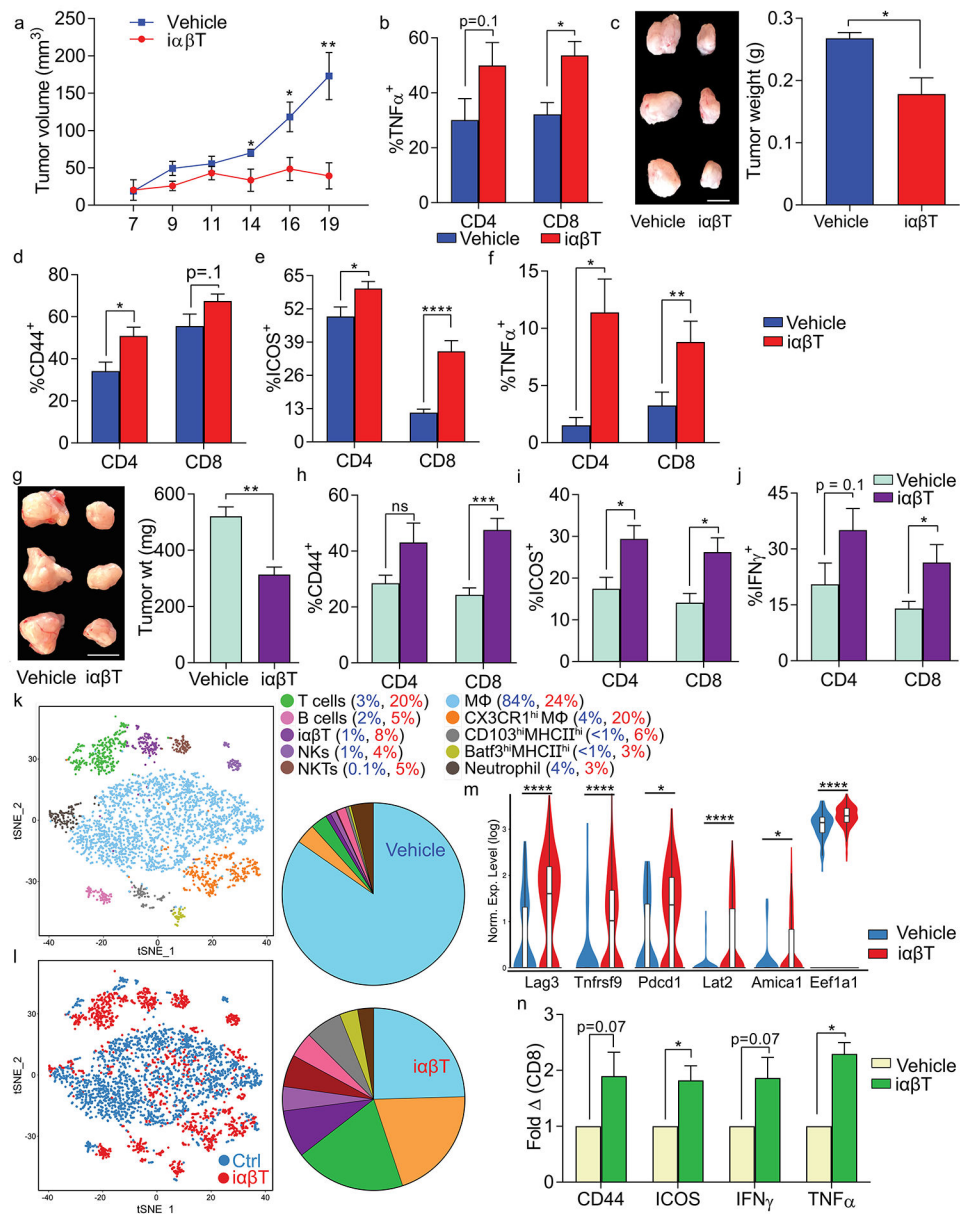 a
Vehicle
iαβT
Tumor volume (mm3)
250
200
150
100
50
0
* * **
7 9 11 14 16 19
b
%TNFα+
60
40
20
0
p=0.1 *
CD4 CD8
Vehicle iαβT
c
Vehicle iαβT
Tumor weight (g)
0.3
0.2
0.1
0.0
*
Vehicle iαβT
d
%CD44+
80
60
40
20
0
* p=.1
CD4 CD8
e
%ICOS+
65
52
39
26
13
0
* ****
CD4 CD8
f
%TNFα+
15
10
5
0
* **
CD4 CD8
Vehicle
iαβT
g
Vehicle iαβT
Tumor wt (mg)
600
400
200
0
**
Vehicle iαβT
h
%CD44+
60
40
20
0
ns ***
CD4 CD8
i
%ICOS+
40
30
20
10
0
* *
CD4 CD8
j
Vehicle
iαβT
%IFNγ+
45
30
15
0
p = 0.1 *
CD4 CD8
k
tSNE_2
30
0
-30
-40 -20 0 20 40
tSNE_1
T cells (3%, 20%)
B cells (2%, 5%)
iαβT (1%, 8%)
NKs (1%, 4%)
NKTs (0.1%, 5%)
MΦ (84%, 24%)
CX3CR1hi MΦ (4%, 20%)
CD103hiMHCIIhi (<1%, 6%)
Batf3hiMHCIIhi (<1%, 3%)
Neutrophil (4%, 3%)
Vehicle
l
tSNE_2
30
0
-30
-40 -20 0 20 40
tSNE_1
Ctrl
iαβT
iαβT
m
Norm. Exp. Level (log)
3
2
1
0
**** **** * **** * ****
Lag3 Tnfrsf9 Pdcd1 Lat2 Amica1 Eef1a1
Vehicle
iαβT
n
Fold Δ (CD8)
3
2
1
0
p=0.07 * p=0.07 *
CD44 ICOS IFNγ TNFα
Vehicle
iαβT